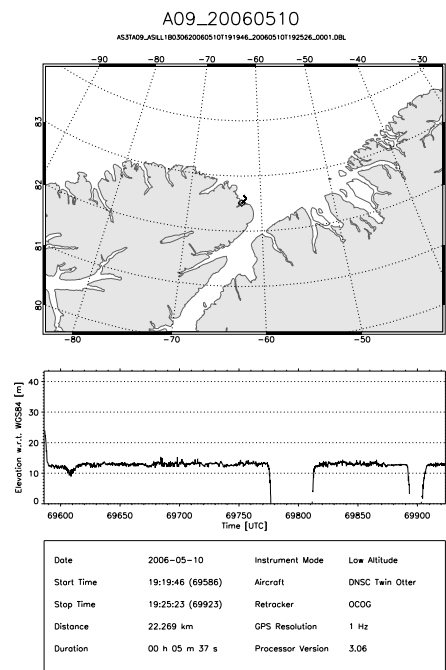 A09_20060510
AS3TA09_ASILL1B030620060510T191946_20060510T192526_0001.DBL
-90 -80 -70 -60 -50 -40 -30
83
82
81
80
-80 -70 -60 -50
Elevation w.r.t. WGS84 [m]
40
30
20
10
0
69600 69650 69700 69750 69800 69850 69900
Time [UTC]
Date 2006-05-10 Instrument Mode Low Altitude
Start Time 19:19:46 (69586) Aircraft DNSC Twin Otter
Stop Time 19:25:23 (69923) Retracker OCOG
Distance 22.269 km GPS Resolution 1 Hz
Duration 00 h 05 m 37 s Processor Version 3.06